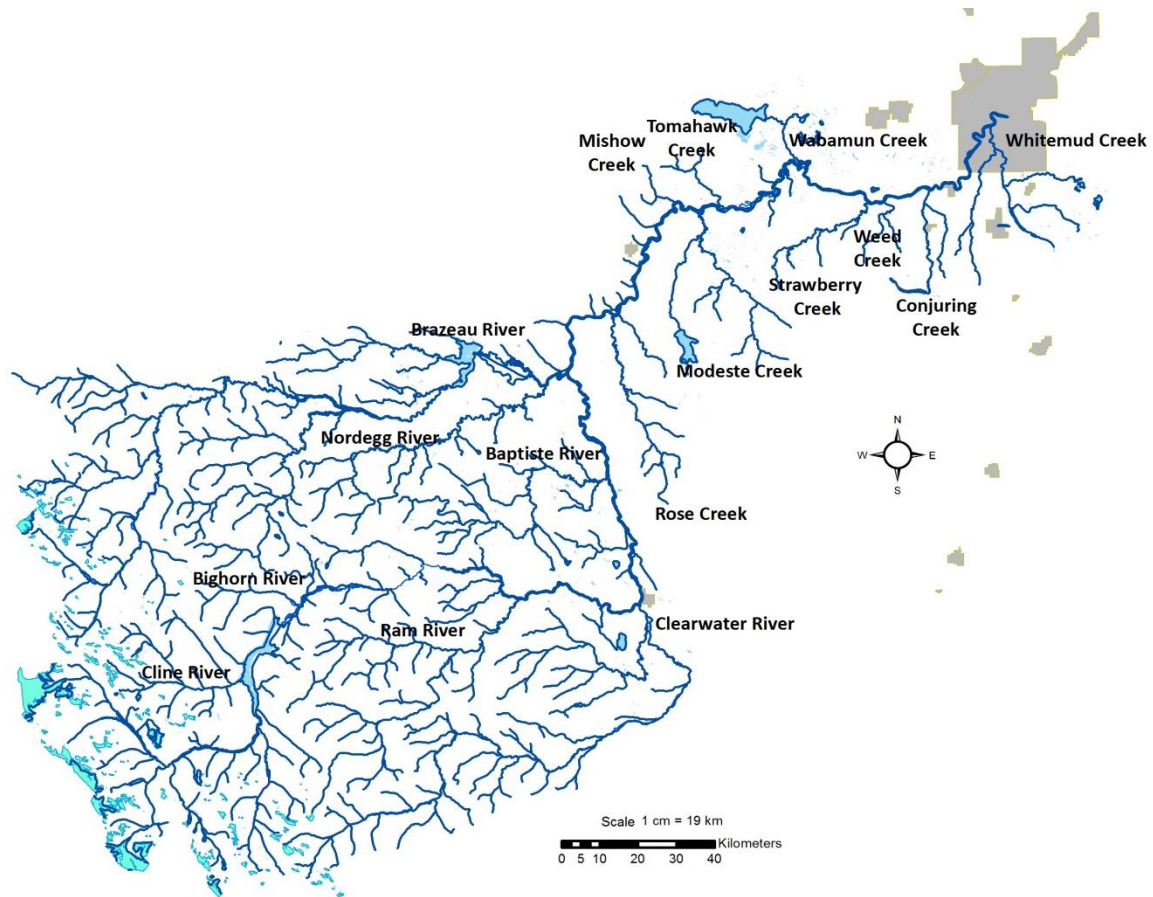 Tomahawk
Creek
Mishow
Creek
Wabamun Creek
Whitemud Creek
Weed
Creek
Strawberry
Creek
Conjuring
Creek
Brazeau River
Modeste Creek
Nordegg River
Baptiste River
N
W
E
S
Rose Creek
Bighorn River
Ram River
Clearwater River
Cline River
Scale 1 cm = 19 km
Kilometers
0 5 10 20 30 40